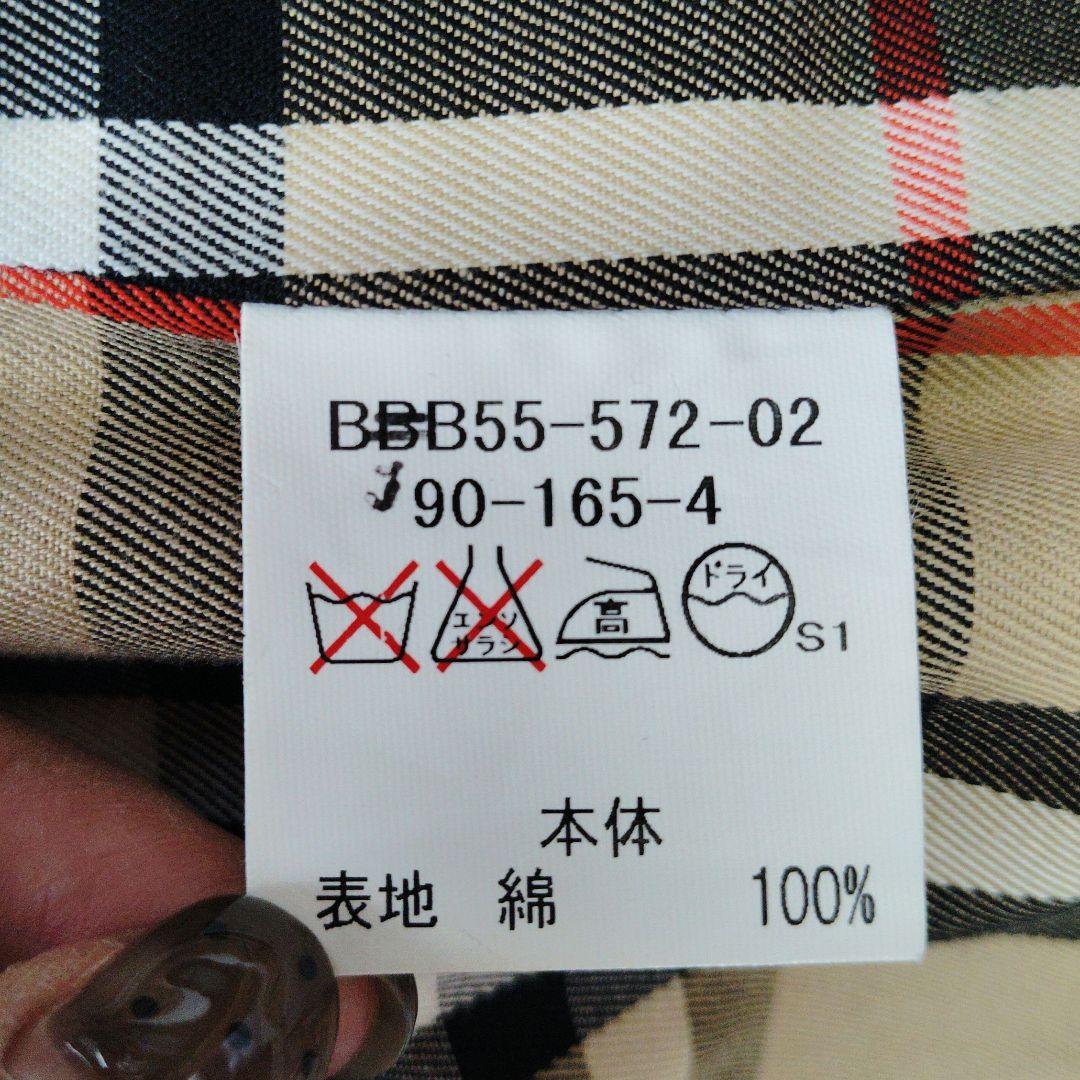 BBB55-572-02
90-165-4
エンソ
サラシ
高
ドライ
S1
本体
表地 綿 100%